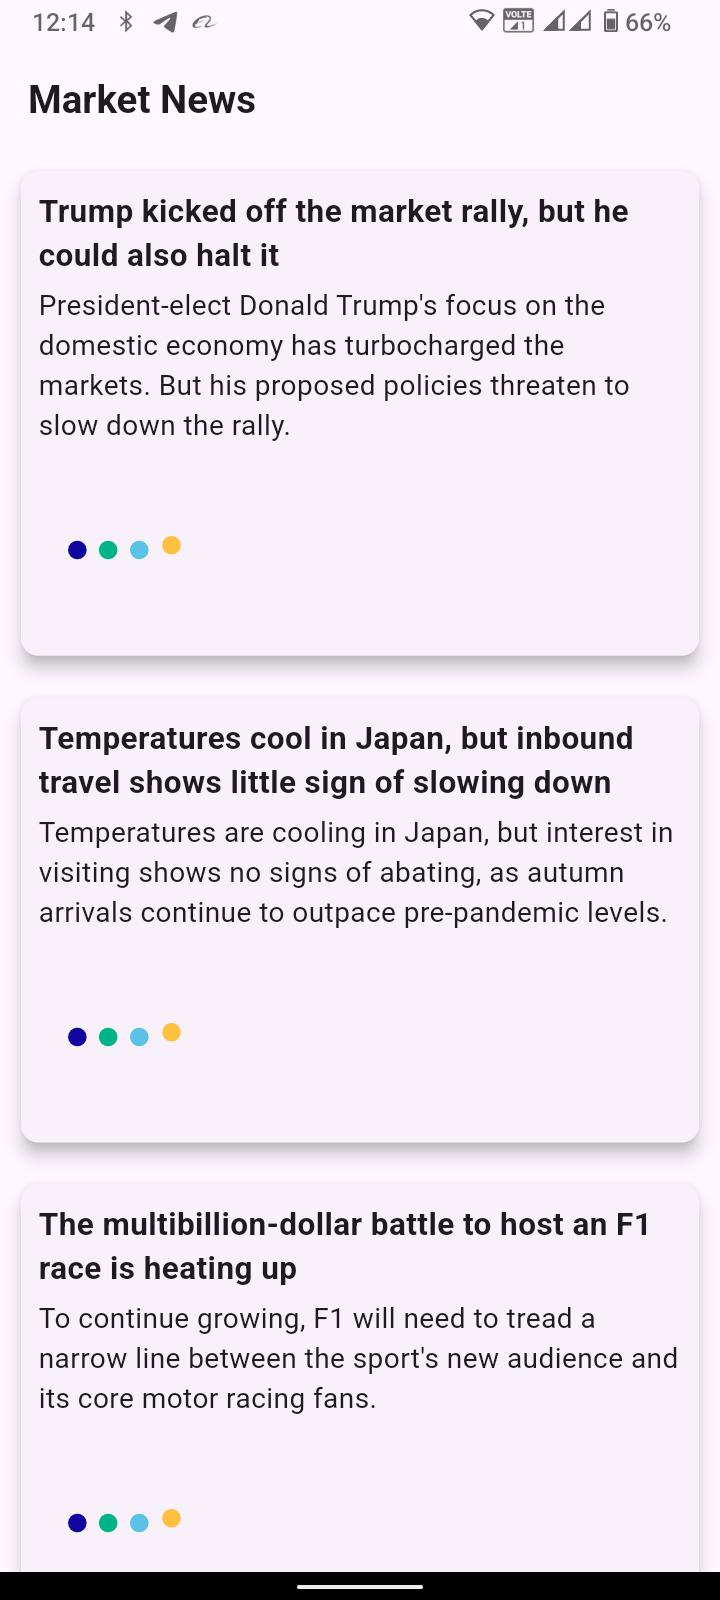 12:14
VOLTE
1
66%
Market News
Trump kicked off the market rally, but he
could also halt it
President-elect Donald Trump's focus on the
domestic economy has turbocharged the
markets. But his proposed policies threaten to
slow down the rally.
Temperatures cool in Japan, but inbound
travel shows little sign of slowing down
Temperatures are cooling in Japan, but interest in
visiting shows no signs of abating, as autumn
arrivals continue to outpace pre-pandemic levels.
The multibillion-dollar battle to host an F1
race is heating up
To continue growing, F1 will need to tread a
narrow line between the sport's new audience and
its core motor racing fans.